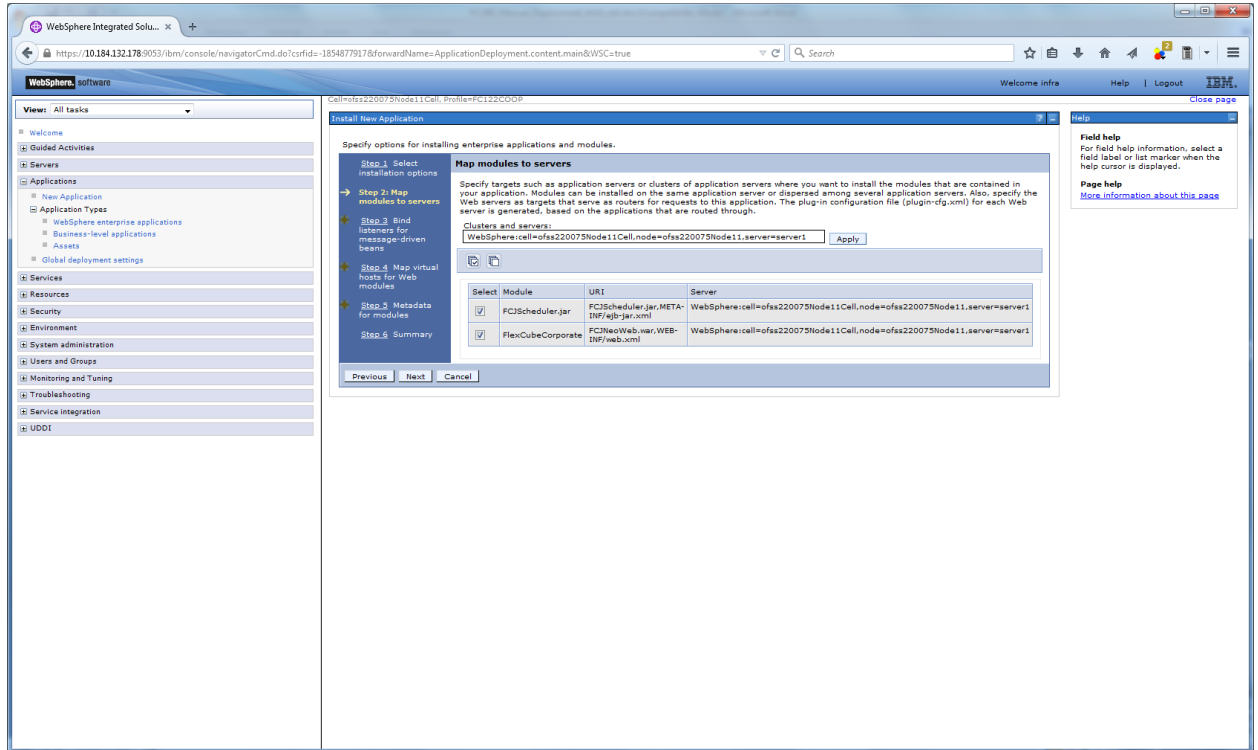 WebSphere Integrated Solu... × +
https://10.184.132.178:9053/ibm/console/navigatorCmd.do?csrfid=-1854877917&forwardName=ApplicationDeployment.content.main&WSC=true
Search
2
WebSphere. software
Welcome infra
Help | Logout
IBM.
View: All tasks
Welcome
Guided Activities
Servers
Applications
New Application
Application Types
WebSphere enterprise applications
Business-level applications
Assets
Global deployment settings
Services
Resources
Security
Environment
System administration
Users and Groups
Monitoring and Tuning
Troubleshooting
Service integration
UDDI
Cell=ofss220075Node11Cell, Profile=FC122COOP
Close page
Install New Application
? -
Specify options for installing enterprise applications and modules.
Step 1 Select
installation options
Step 2: Map
modules to servers
Step 3 Bind
listeners for
message-driven
beans
Step 4 Map virtual
hosts for Web
modules
Step 5 Metadata
for modules
Step 6 Summary
Map modules to servers
Specify targets such as application servers or clusters of application servers where you want to install the modules that are contained in
your application. Modules can be installed on the same application server or dispersed among several application servers. Also, specify the
Web servers as targets that serve as routers for requests to this application. The plug-in configuration file (plugin-cfg.xml) for each Web
server is generated, based on the applications that are routed through.
Clusters and servers:
WebSphere:cell=ofss220075Node11Cell,node=ofss220075Node11,server=server1
Apply
Select Module URI Server
FCJScheduler.jar FCJScheduler.jar,META-INF/ejb-jar.xml WebSphere:cell=ofss220075Node11Cell,node=ofss220075Node11,server=server1
FlexCubeCorporate FCJNeoWeb.war,WEB-INF/web.xml WebSphere:cell=ofss220075Node11Cell,node=ofss220075Node11,server=server1
Previous Next Cancel
Help
Field help
For field help information, select a
field label or list marker when the
help cursor is displayed.
Page help
More information about this page